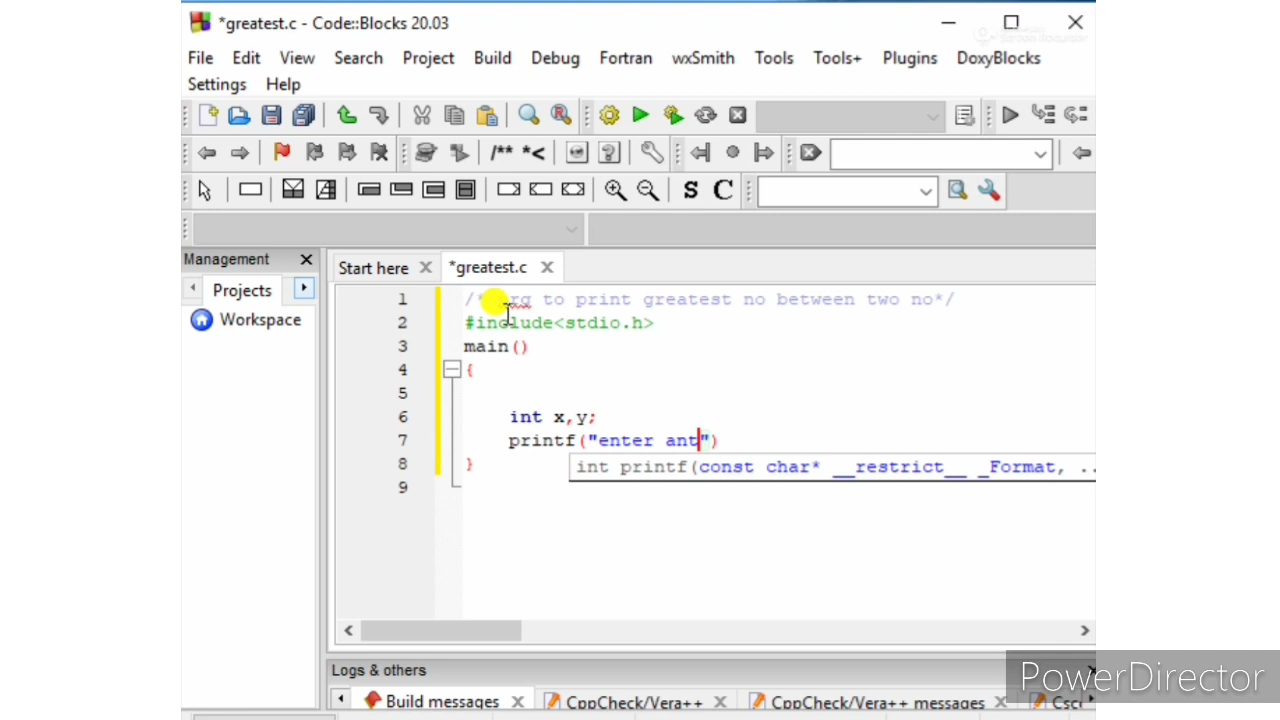 *greatest.c - Code::Blocks 20.03
File Edit View Search Project Build Debug Fortran wxSmith Tools Tools+ Plugins DoxyBlocks
Settings Help
/** *<
S C
Management
Projects
Workspace
Start here
*greatest.c
1 to print greatest no between two no*/
2 #include<stdio.h>
3 main()
4 {
5
6 int x,y;
7 printf("enter ant")
int printf(const char* __restrict__ _Format, ..
8 }
9
Logs & others
Build messages CppCheck/Vera++ CppCheck/Vera++ messages Csc
PowerDirector